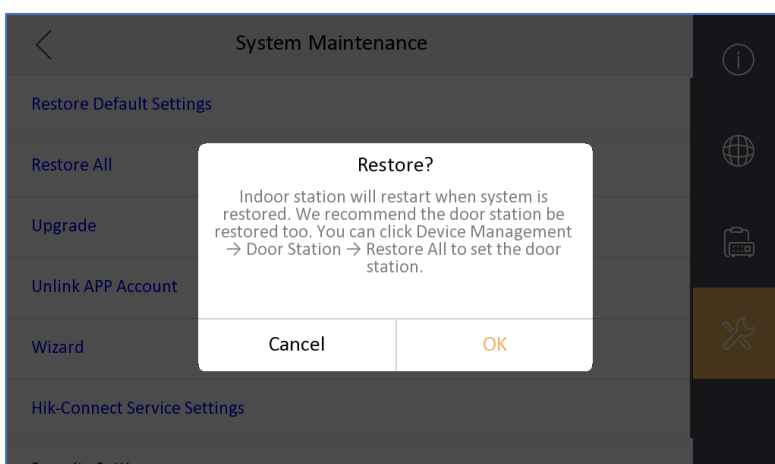 System Maintenance
Restore Default Settings
Restore All
Upgrade
Unlink APP Account
Wizard
Hik-Connect Service Settings
Restore?
Indoor station will restart when system is
restored. We recommend the door station be
restored too. You can click Device Management
→ Door Station → Restore All to set the door
station.
Cancel
OK